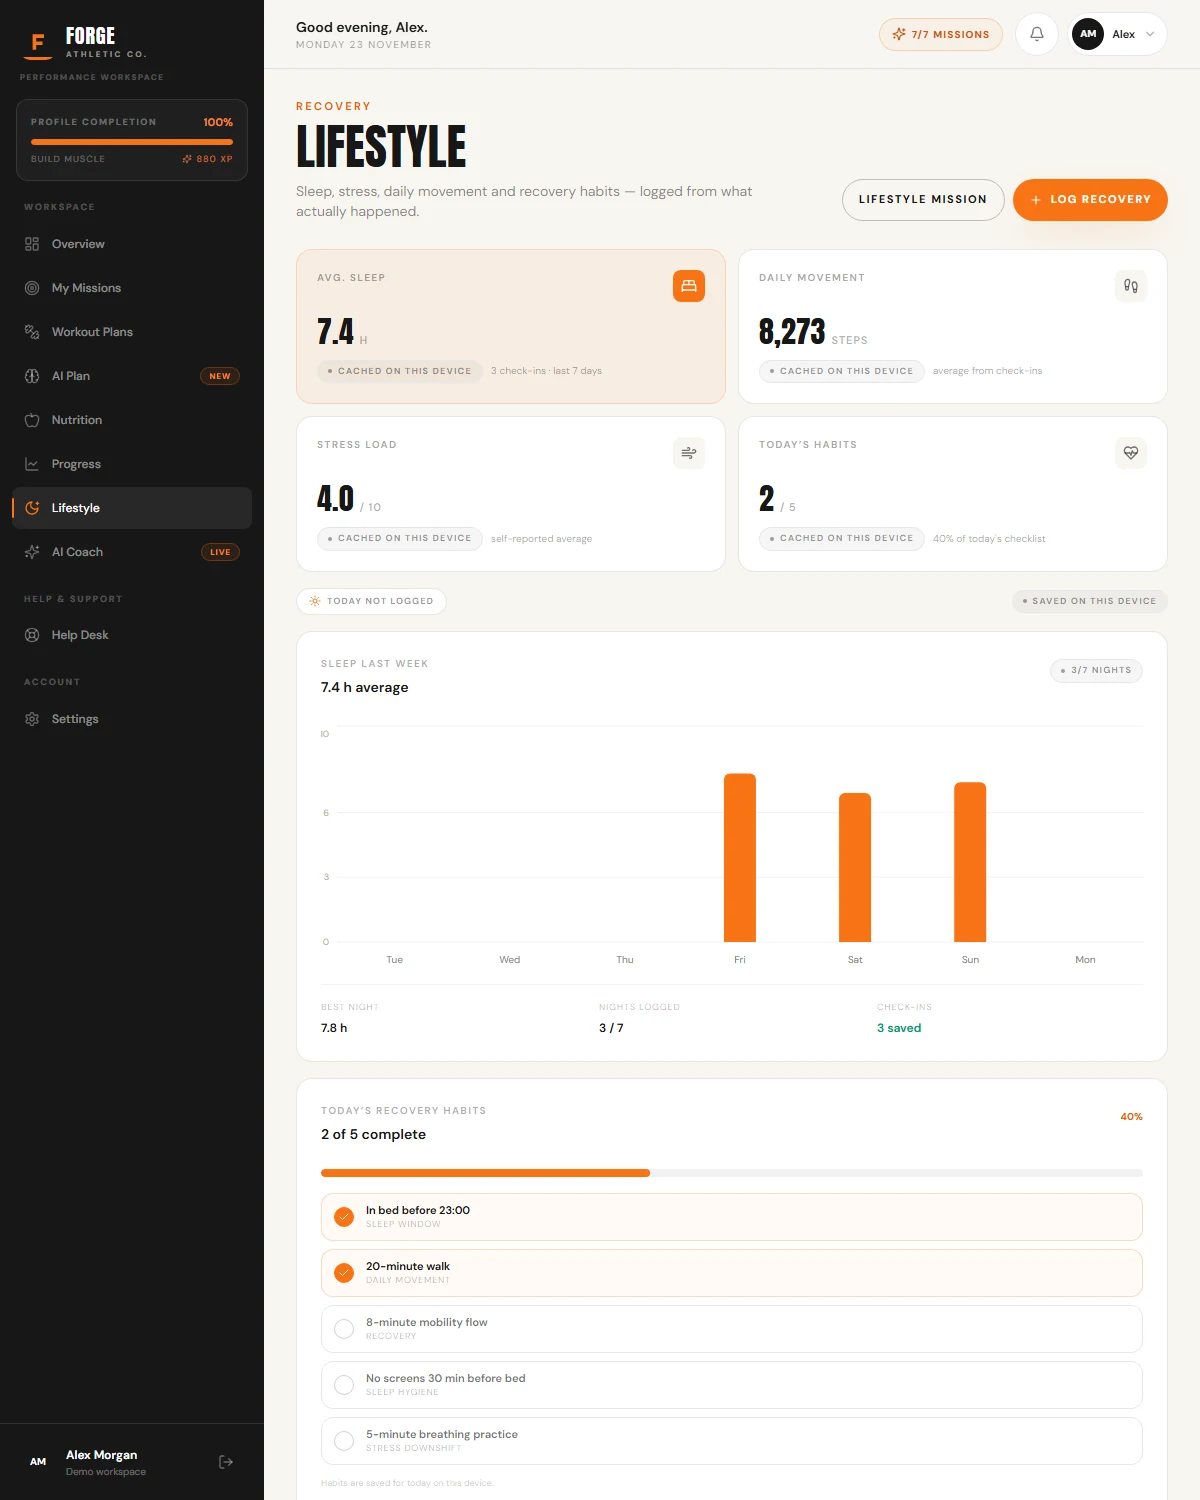 F
FORGE
ATHLETIC CO.
PERFORMANCE WORKSPACE
PROFILE COMPLETION 100%
BUILD MUSCLE 880 XP
WORKSPACE
Overview
My Missions
Workout Plans
AI Plan NEW
Nutrition
Progress
Lifestyle
AI Coach LIVE
HELP & SUPPORT
Help Desk
ACCOUNT
Settings
AM
Alex Morgan
Demo workspace
Good evening, Alex.
MONDAY 23 NOVEMBER
7/7 MISSIONS
AM Alex
RECOVERY
LIFESTYLE
Sleep, stress, daily movement and recovery habits — logged from what
actually happened.
LIFESTYLE MISSION
+ LOG RECOVERY
AVG. SLEEP
7.4 H
• CACHED ON THIS DEVICE 3 check-ins · last 7 days
DAILY MOVEMENT
8,273 STEPS
• CACHED ON THIS DEVICE average from check-ins
STRESS LOAD
4.0 / 10
• CACHED ON THIS DEVICE self-reported average
TODAY'S HABITS
2 / 5
• CACHED ON THIS DEVICE 40% of today's checklist
TODAY NOT LOGGED
• SAVED ON THIS DEVICE
SLEEP LAST WEEK
7.4 h average
• 3/7 NIGHTS
10
6
3
0
Tue Wed Thu Fri Sat Sun Mon
BEST NIGHT NIGHTS LOGGED CHECK-INS
7.8 h 3 / 7 3 saved
TODAY'S RECOVERY HABITS
2 of 5 complete
40%
In bed before 23:00
SLEEP WINDOW
20-minute walk
DAILY MOVEMENT
8-minute mobility flow
RECOVERY
No screens 30 min before bed
SLEEP HYGIENE
5-minute breathing practice
STRESS DOWNSHIFT
Habits are saved for today on this device.